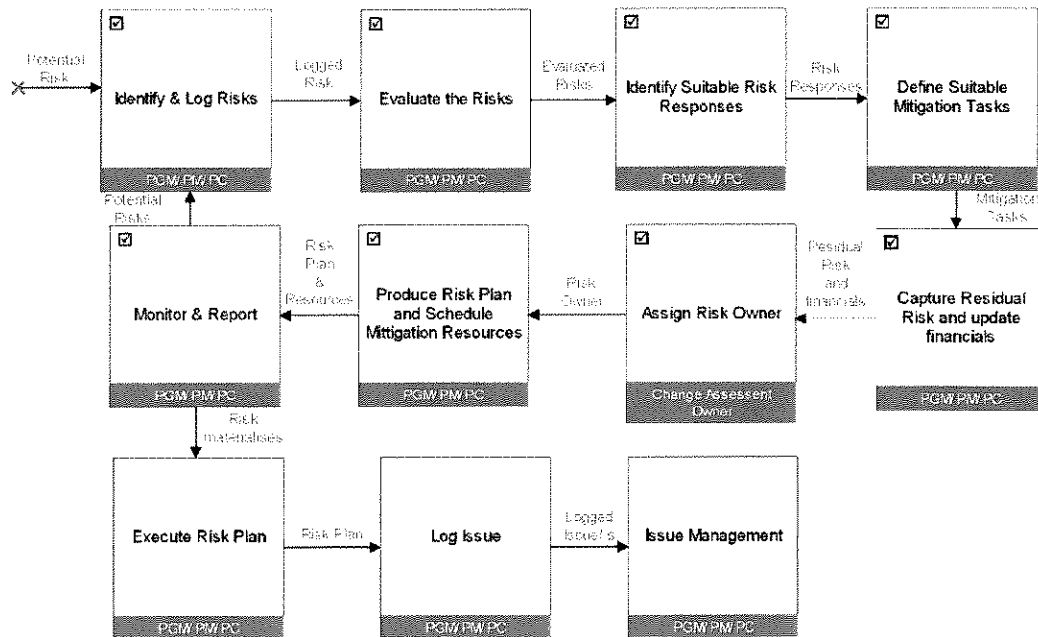 Potential
Risk
Identify & Log Risks
PGM/ PM/ PC
Logged
Risk
Evaluate the Risks
PGM/ PM/ PC
Evaluated
Risks
Identify Suitable Risk
Responses
PGM/ PM/ PC
Risk
Responses
Define Suitable
Mitigation Tasks
PGM/ PM/ PC
Mitigation
Tasks
Capture Residual
Risk and update
financials
PGM/ PM/ PC
Residual
Risk
and
financials
Assign Risk Owner
Change Assessent
Owner
Risk
Owner
Produce Risk Plan
and Schedule
Mittigation Resources
PGM/ PM/ PC
Risk
Plan
&
Resources
Monitor & Report
PGM/ PM/ PC
Potential
Risks
Risk
materialises
Execute Risk Plan
PGM/ PM/ PC
Risk Plan
Log Issue
PGM/ PM/ PC
Logged
Issue/ s
Issue Management
PGM/ PM/ PC